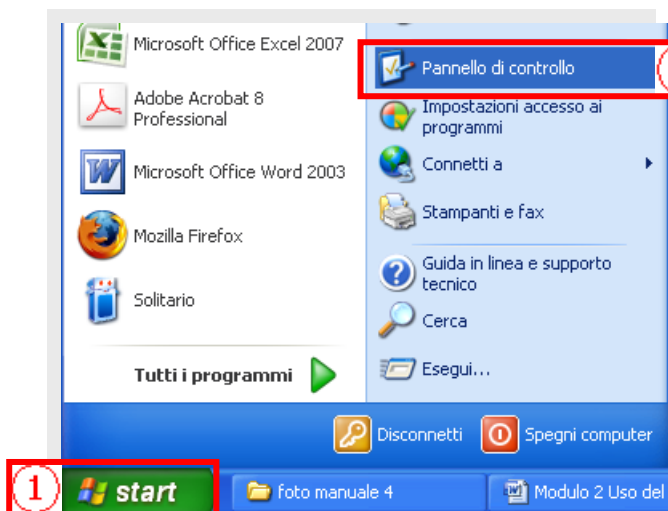 Microsoft Office Excel 2007
Adobe Acrobat 8
Professional
Microsoft Office Word 2003
Mozilla Firefox
Solitario
Tutti i programmi
Pannello di controllo
Impostazioni accesso ai
programmi
Connetti a
Stampanti e fax
Guida in linea e supporto
tecnico
Cerca
Esegui...
Disconnetti
Spegni computer
1
start
foto manuale 4
Modulo 2 Uso del